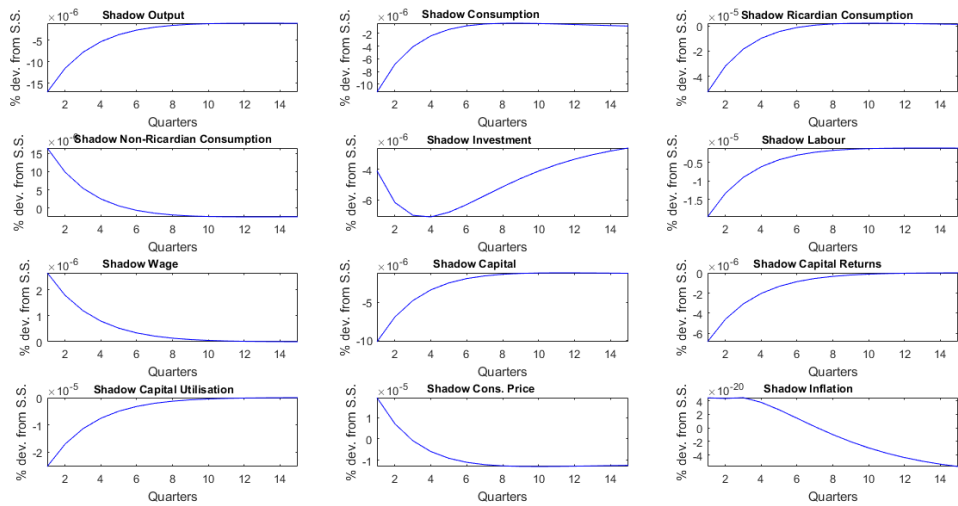 ×10⁻⁶ Shadow Output
-5
-10
-15
% dev. from S.S.
2 4 6 8 10 12 14
Quarters
×10⁻⁶ Shadow Consumption
-2
-4
-6
-8
-10
% dev. from S.S.
2 4 6 8 10 12 14
Quarters
×10⁻⁵ Shadow Ricardian Consumption
0
-2
-4
% dev. from S.S.
2 4 6 8 10 12 14
Quarters
Shadow Non-Ricardian Consumption
15
10
5
0
% dev. from S.S.
2 4 6 8 10 12 14
Quarters
×10⁻⁶ Shadow Investment
-4
-6
% dev. from S.S.
2 4 6 8 10 12 14
Quarters
×10⁻⁵ Shadow Labour
-0.5
-1
-1.5
% dev. from S.S.
2 4 6 8 10 12 14
Quarters
×10⁻⁶ Shadow Wage
2
1
0
% dev. from S.S.
2 4 6 8 10 12 14
Quarters
×10⁻⁶ Shadow Capital
-5
-10
% dev. from S.S.
2 4 6 8 10 12 14
Quarters
×10⁻⁶ Shadow Capital Returns
0
-2
-4
-6
% dev. from S.S.
2 4 6 8 10 12 14
Quarters
×10⁻⁵ Shadow Capital Utilisation
0
-1
-2
% dev. from S.S.
2 4 6 8 10 12 14
Quarters
×10⁻⁵ Shadow Cons. Price
1
0
-1
% dev. from S.S.
2 4 6 8 10 12 14
Quarters
×10⁻²⁰ Shadow Inflation
4
2
0
-2
-4
% dev. from S.S.
2 4 6 8 10 12 14
Quarters